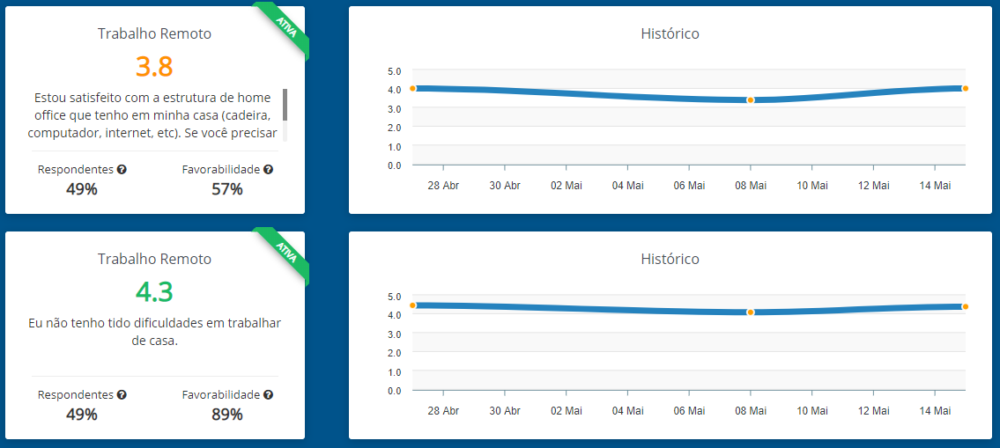 Trabalho Remoto
ATIVA
3.8
Estou satisfeito com a estrutura de home
office que tenho em minha casa (cadeira,
computador, internet, etc). Se você precisar
Respondentes ?
Favorabilidade ?
49%
57%
Histórico
5.0
4.0
3.0
2.0
1.0
0.0
28 Abr
30 Abr
02 Mai
04 Mai
06 Mai
08 Mai
10 Mai
12 Mai
14 Mai
Trabalho Remoto
ATIVA
4.3
Eu não tenho tido dificuldades em trabalhar
de casa.
Respondentes ?
Favorabilidade ?
49%
89%
Histórico
5.0
4.0
3.0
2.0
1.0
0.0
28 Abr
30 Abr
02 Mai
04 Mai
06 Mai
08 Mai
10 Mai
12 Mai
14 Mai